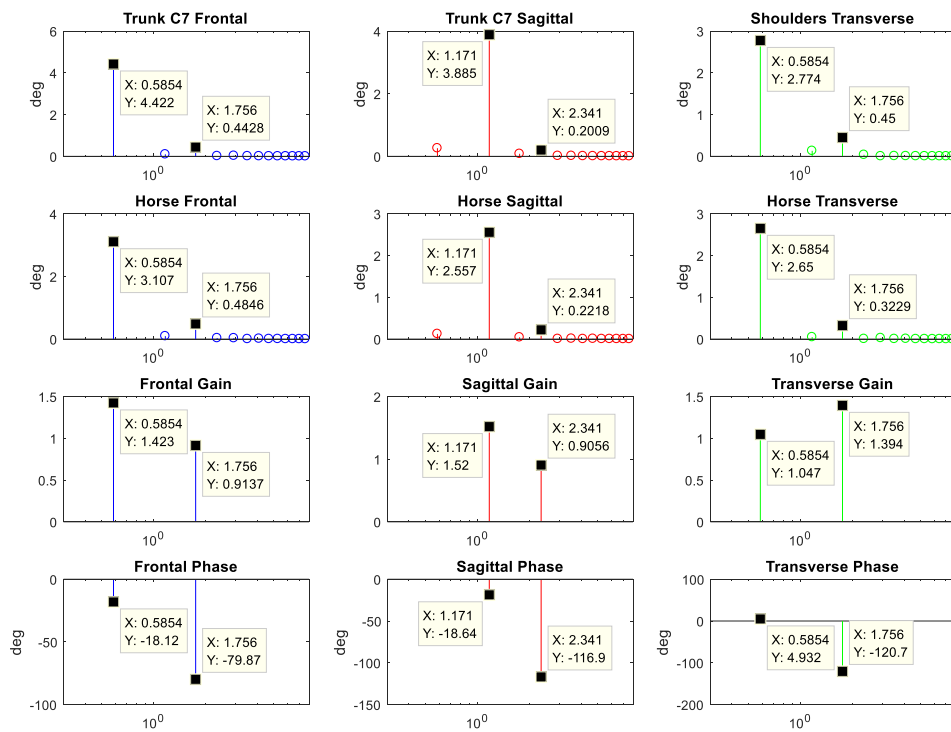 Trunk C7 Frontal
6
4
2
0
deg
X: 0.5854
Y: 4.422
X: 1.756
Y: 0.4428
10^0
Trunk C7 Sagittal
4
2
0
X: 1.171
Y: 3.885
X: 2.341
Y: 0.2009
10^0
Shoulders Transverse
3
2
1
0
deg
X: 0.5854
Y: 2.774
X: 1.756
Y: 0.45
10^0
Horse Frontal
4
2
0
deg
X: 0.5854
Y: 3.107
X: 1.756
Y: 0.4846
10^0
Horse Sagittal
3
2
1
0
X: 1.171
Y: 2.557
X: 2.341
Y: 0.2218
10^0
Horse Transverse
3
2
1
0
deg
X: 0.5854
Y: 2.65
X: 1.756
Y: 0.3229
10^0
Frontal Gain
1.5
1
0.5
0
X: 0.5854
Y: 1.423
X: 1.756
Y: 0.9137
10^0
Sagittal Gain
2
1
0
X: 1.171
Y: 1.52
X: 2.341
Y: 0.9056
10^0
Transverse Gain
1.5
1
0.5
0
X: 0.5854
Y: 1.047
X: 1.756
Y: 1.394
10^0
Frontal Phase
0
-50
-100
deg
X: 0.5854
Y: -18.12
X: 1.756
Y: -79.87
10^0
Sagittal Phase
0
-50
-100
-150
deg
X: 1.171
Y: -18.64
X: 2.341
Y: -116.9
10^0
Transverse Phase
100
0
-100
-200
deg
X: 0.5854
Y: 4.932
X: 1.756
Y: -120.7
10^0